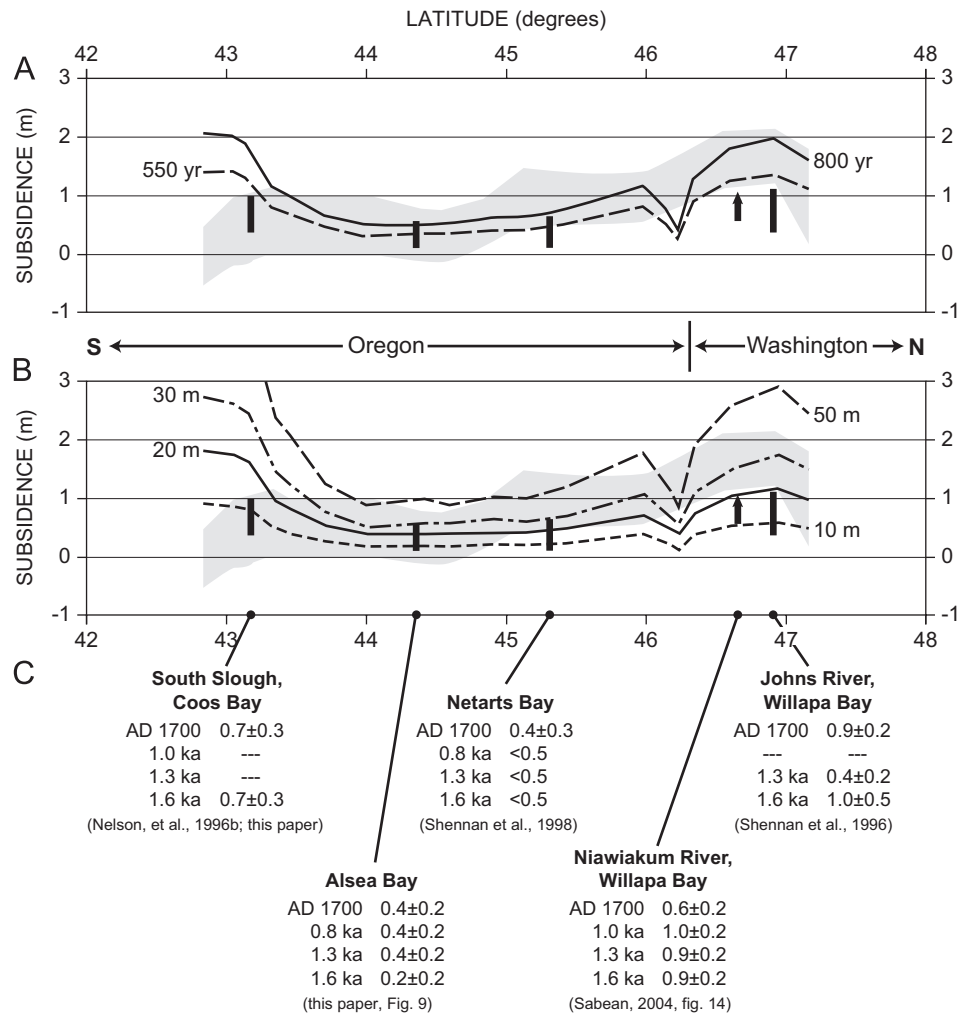 LATITUDE (degrees)
42 43 44 45 46 47 48
A
3 3
2 2
1 1
0 0
-1 -1
SUBSIDENCE (m)
550 yr
800 yr
S Oregon Washington N
B
3 3
2 2
1 1
0 0
-1 -1
SUBSIDENCE (m)
30 m
20 m
50 m
10 m
42 43 44 45 46 47 48
C
South Slough,
Coos Bay
AD 1700 0.7±0.3
1.0 ka ---
1.3 ka ---
1.6 ka 0.7±0.3
(Nelson, et al., 1996b; this paper)
Netarts Bay
AD 1700 0.4±0.3
0.8 ka <0.5
1.3 ka <0.5
1.6 ka <0.5
(Shennan et al., 1998)
Johns River,
Willapa Bay
AD 1700 0.9±0.2
--- ---
1.3 ka 0.4±0.2
1.6 ka 1.0±0.5
(Shennan et al., 1996)
Alsea Bay
AD 1700 0.4±0.2
0.8 ka 0.4±0.2
1.3 ka 0.4±0.2
1.6 ka 0.2±0.2
(this paper, Fig. 9)
Niawiakum River,
Willapa Bay
AD 1700 0.6±0.2
1.0 ka 1.0±0.2
1.3 ka 0.9±0.2
1.6 ka 0.9±0.2
(Sabean, 2004, fig. 14)